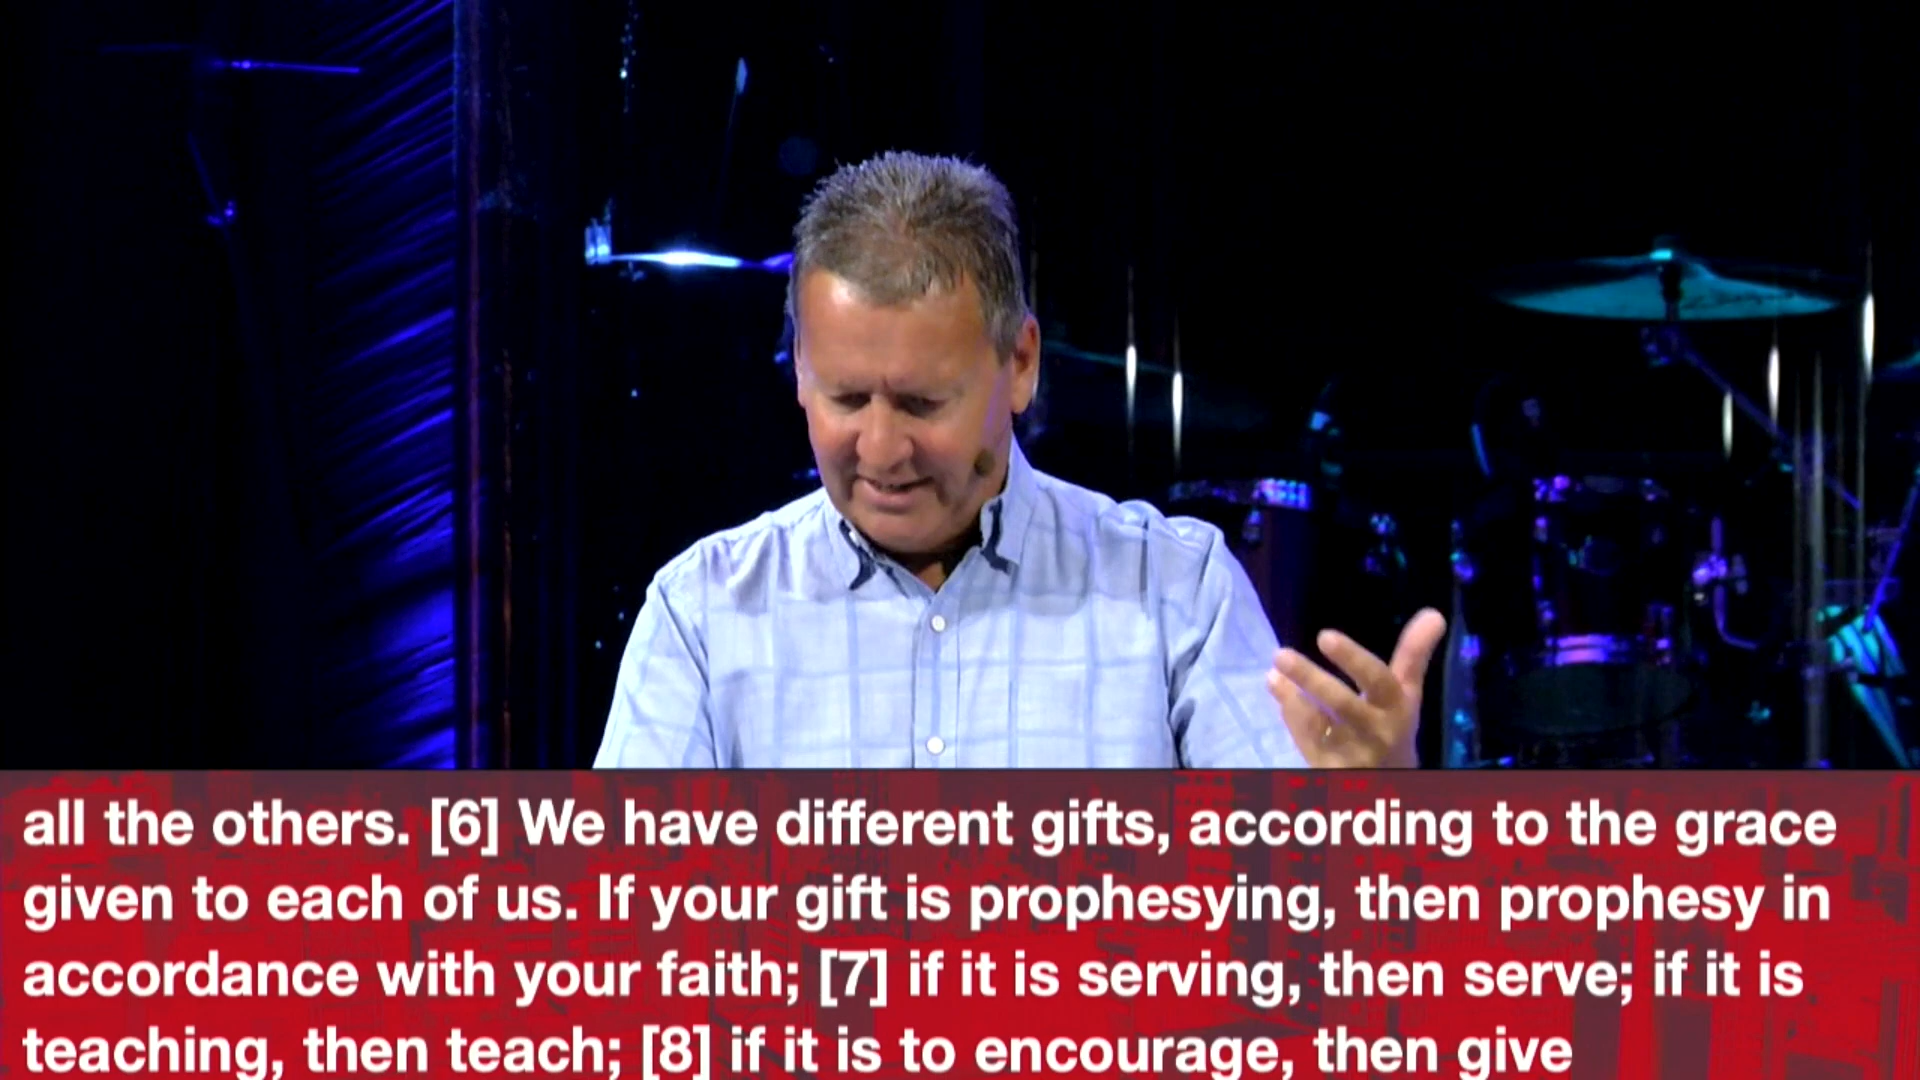 all the others. [6] We have different gifts, according to the grace
given to each of us. If your gift is prophesying, then prophesy in
accordance with your faith; [7] if it is serving, then serve; if it is
teaching, then teach; [8] if it is to encourage, then give